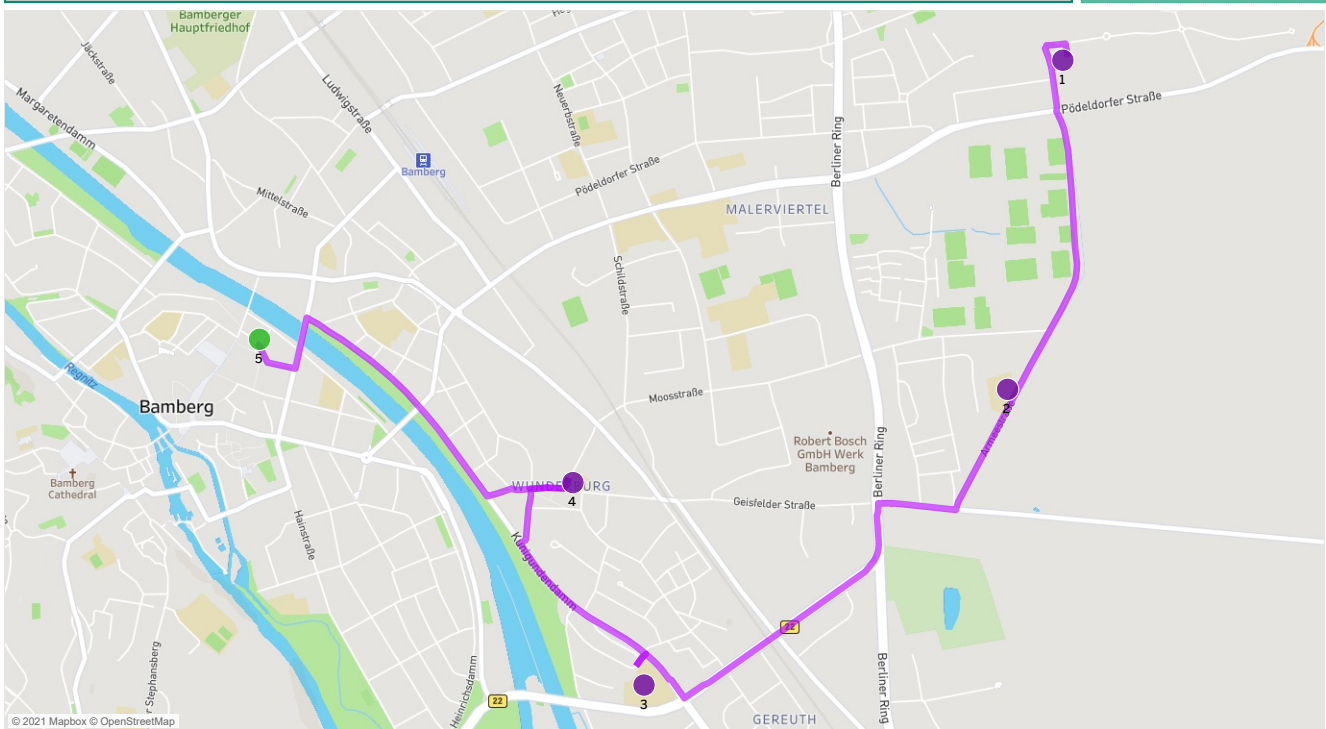 Bamberger
Hauptfriedhof
Jäckstraße
Margaretendamm
Ludwigstraße
Bamberg
Neuerbstraße
Pödeldorfer Straße
Mittelstraße
Berliner Ring
1
Pödeldorfer Straße
MALERVIERTEL
Schildstraße
5
Regnitz
Bamberg
Moosstraße
2
Robert Bosch
GmbH Werk
Bamberg
Berliner Ring
Bamberg
Cathedral
WUNDERBURG
4
Geisfelder Straße
Hainstraße
Kunigundendamm
22
3
22
Heinrichsdamm
r Stephansberg
Berliner Ring
GEREUTH
© 2021 Mapbox © OpenStreetMap